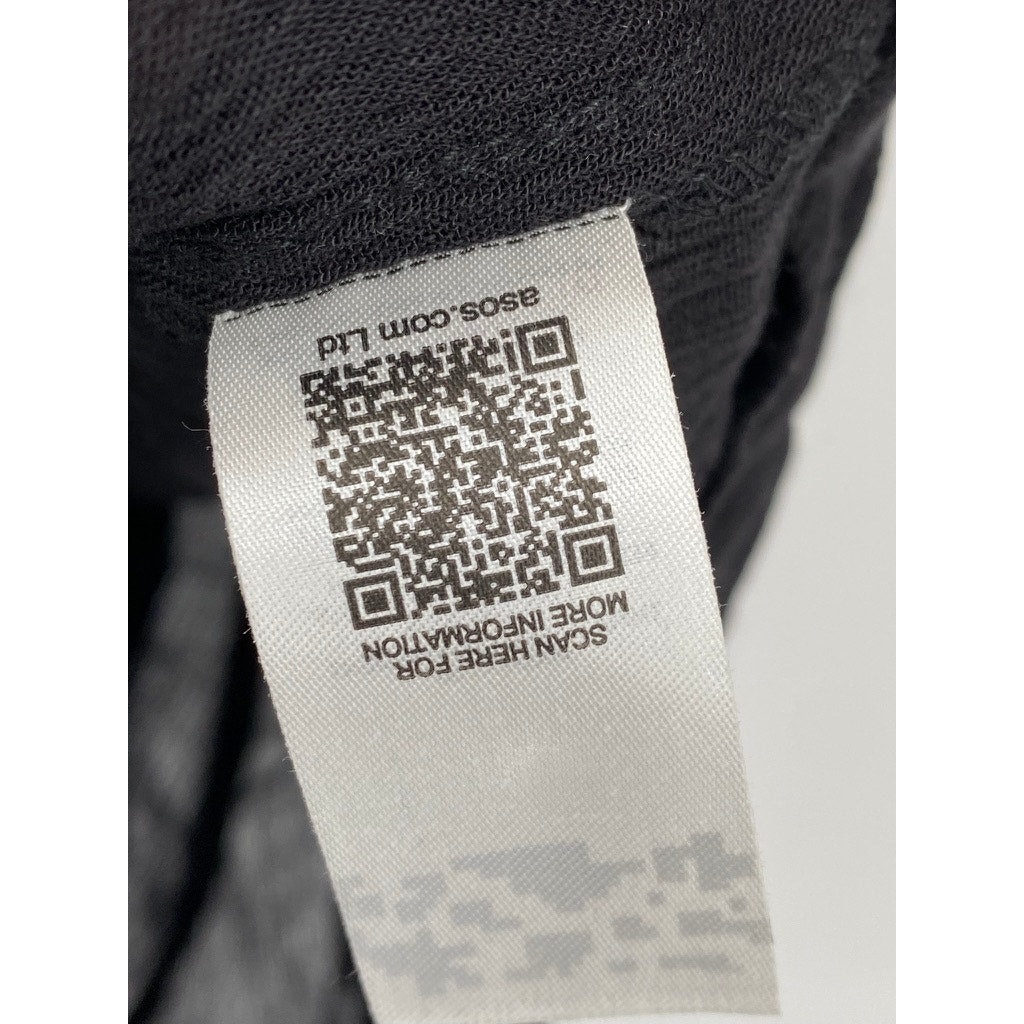 SCAN HERE FOR
MORE INFORMATION
asos.com Ltd